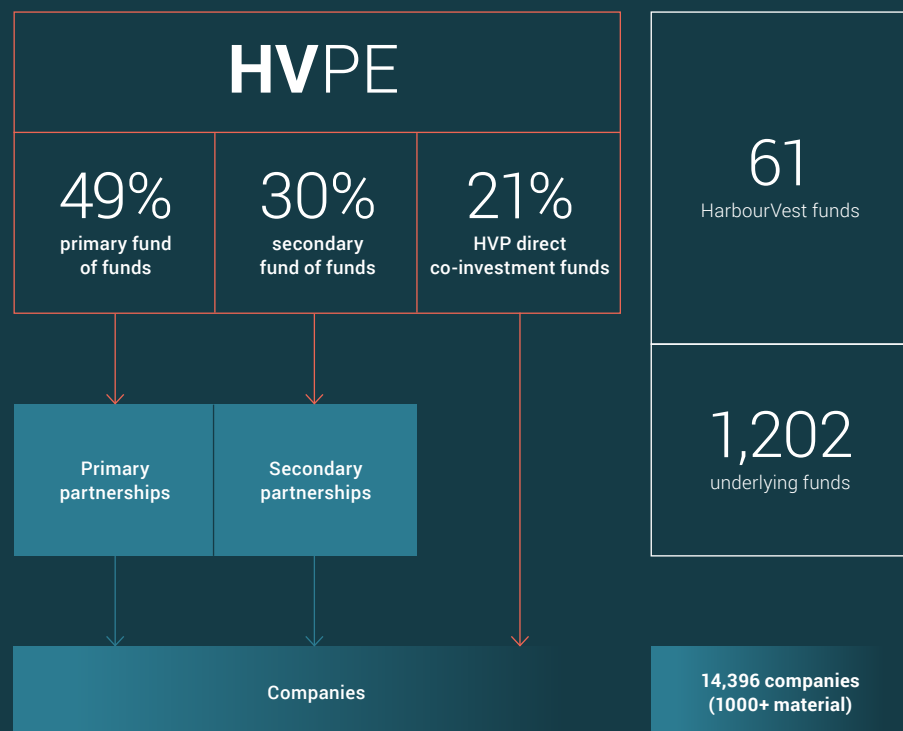 HVPE
49%
primary fund
of funds
30%
secondary
fund of funds
21%
HVP direct
co-investment funds
61
HarbourVest funds
Primary
partnerships
Secondary
partnerships
1,202
underlying funds
Companies
14,396 companies
(1000+ material)